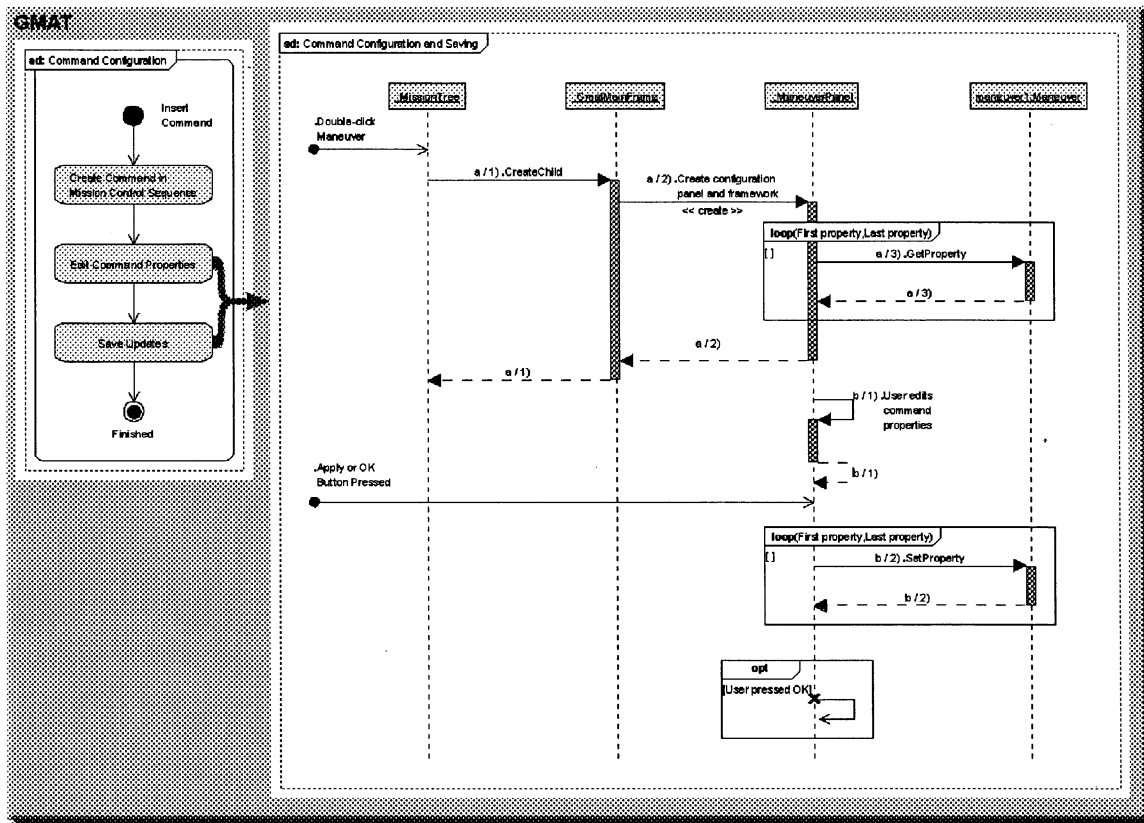 GMAT
ad: Command Configuration
Insert
Command
Create Command in
Mission Control Sequence
Edit Command Properties
Save Updates
Finished
sd: Command Configuration and Saving
:MissionTree
:GmatMainFrame
:ManeuverPanel
maneuver1:Maneuver
.Double-click
Maneuver
a / 1) .CreateChild
a / 2) .Create configuration
panel and framework
<< create >>
loop(First property,Last property)
[ ]
a / 3) .GetProperty
a / 3)
a / 2)
a / 1)
b / 1) .User edits
command
properties
b / 1)
.Apply or OK
Button Pressed
loop(First property,Last property)
[ ]
b / 2) .SetProperty
b / 2)
opt
[User pressed OK]